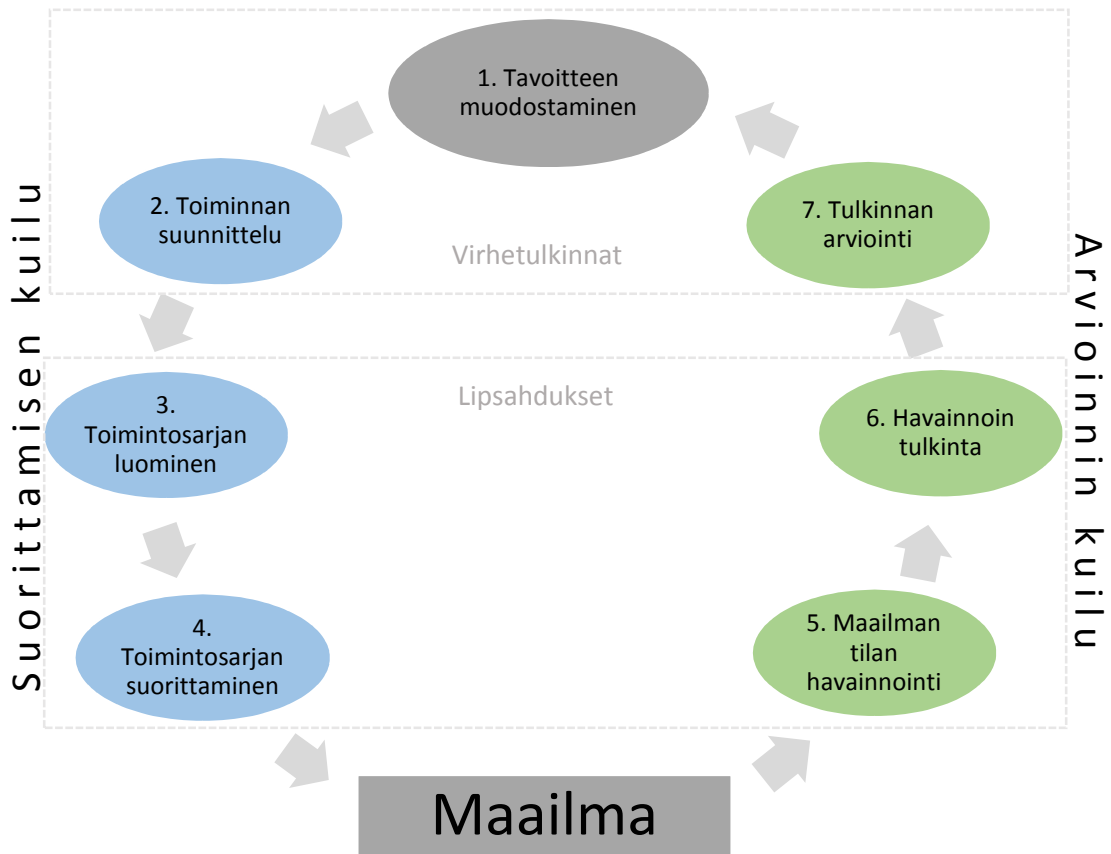 1. Tavoitteen
muodostaminen
2. Toiminnan
suunnittelu
7. Tulkinnan
arviointi
Virhetulkinnat
Suorittamisen kuilu
Arvioinnin kuilu
Lipsahdukset
3.
Toimintosarjan
luominen
6. Havainnoin
tulkinta
4.
Toimintosarjan
suorittaminen
5. Maailman
tilan
havainnointi
Maailma